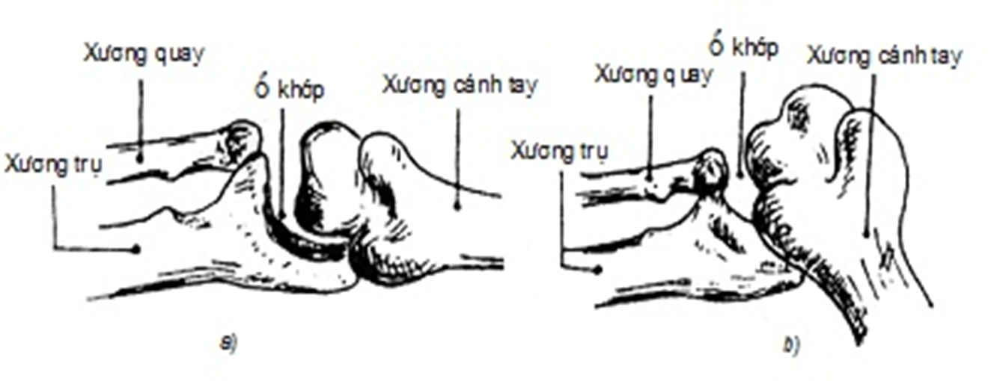 Xương quay
Ổ khớp
Xương cánh tay
Xương trụ
a)
Ổ khớp
Xương cánh tay
Xương quay
Xương trụ
b)